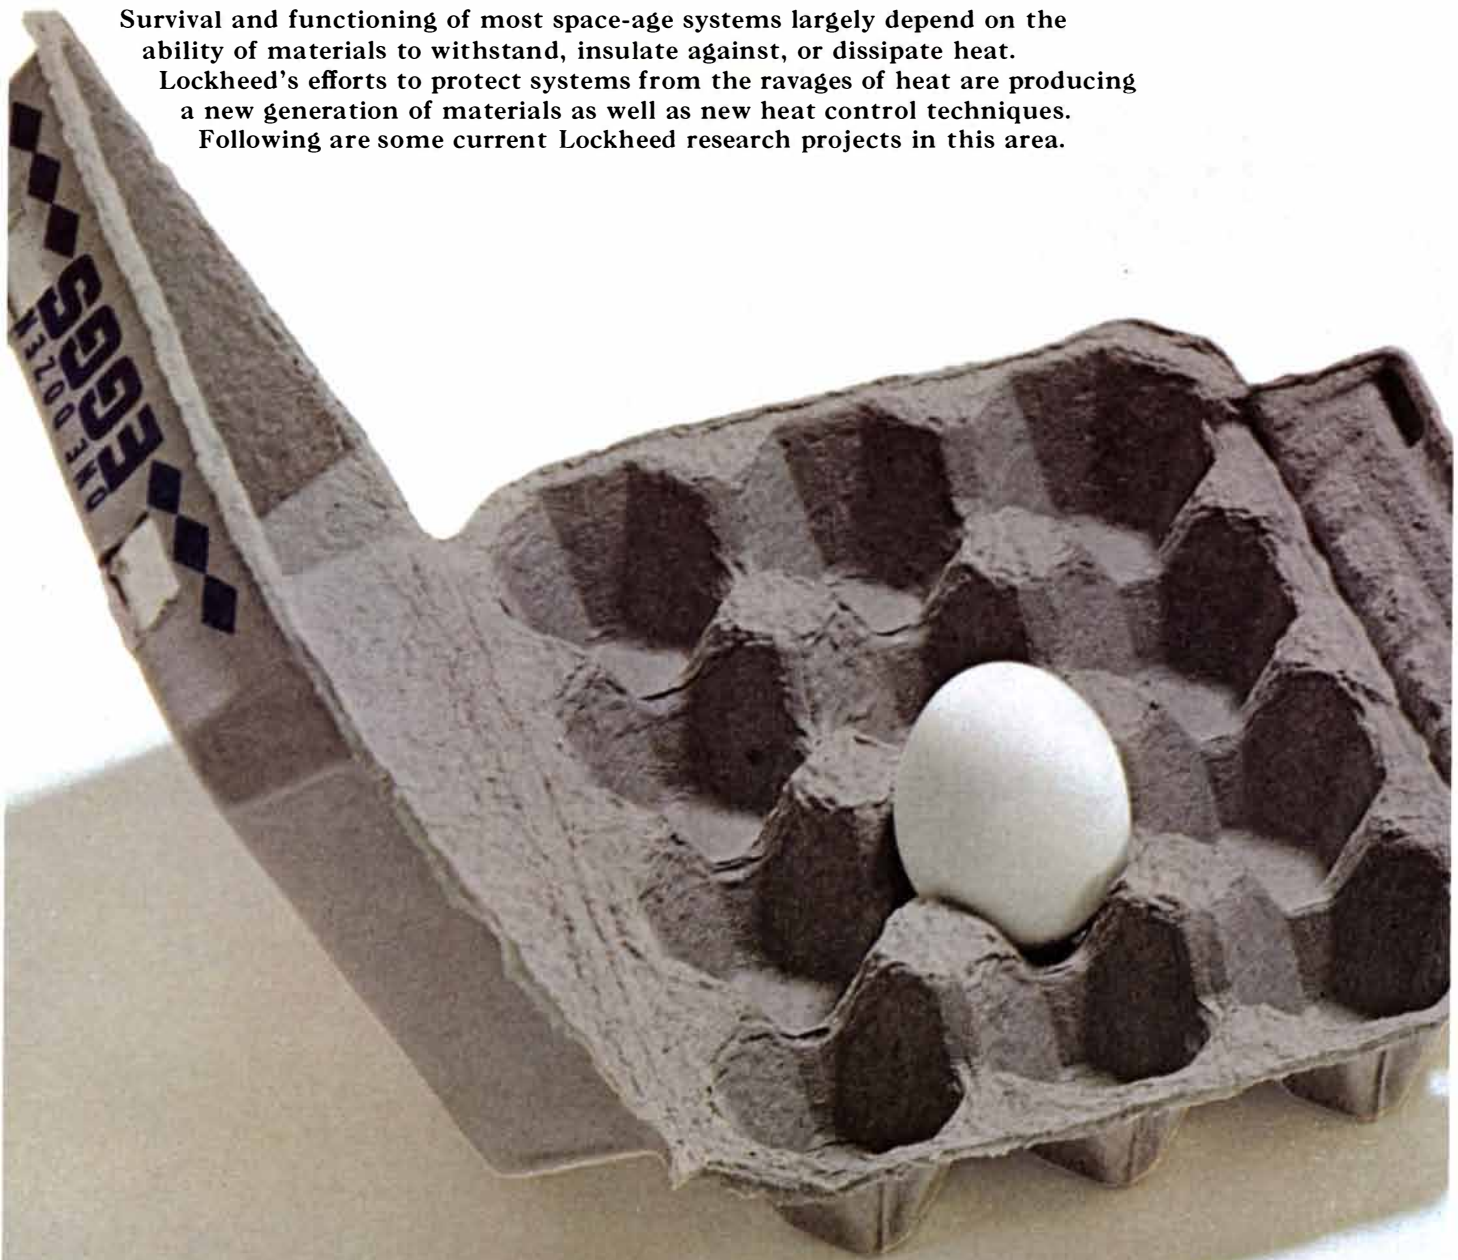 Survival and functioning of most space-age systems largely depend on the
ability of materials to withstand, insulate against, or dissipate heat.
Lockheed's efforts to protect systems from the ravages of heat are producing
a new generation of materials as well as new heat control techniques.
Following are some current Lockheed research projects in this area.
EGGS
ONE DOZEN